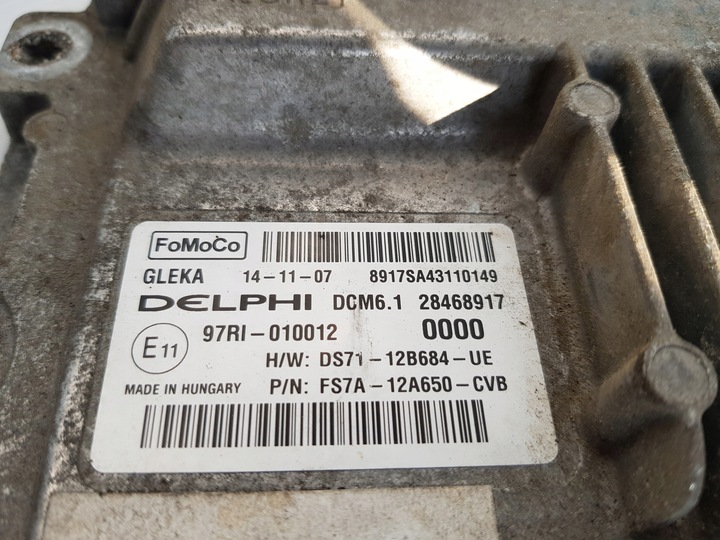 FoMoCo
GLEKA 14-11-07 8917SA43110149
DELPHI DCM6.1 28468917
E11 97RI-010012 0000
H/W: DS71-12B684-UE
MADE IN HUNGARY P/N: FS7A-12A650-CVB